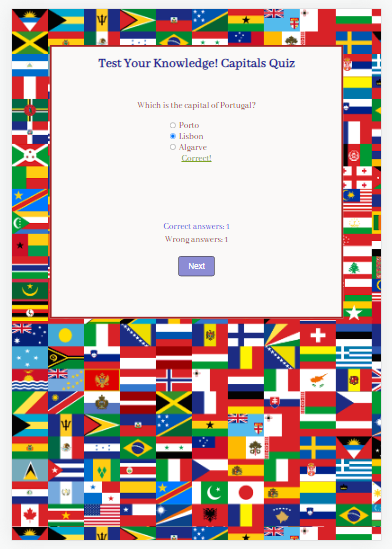 Test Your Knowledge! Capitals Quiz
Which is the capital of Portugal?
Porto
Lisbon
Algarve
Correct!
Correct answers: 1
Wrong answers: 1
Next